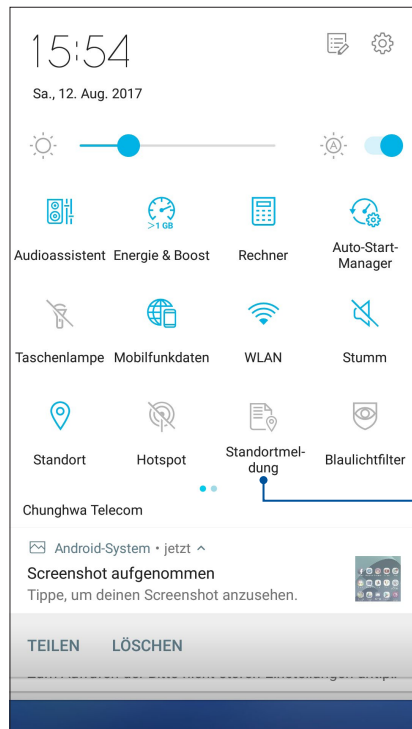 15:54
Sa., 12. Aug. 2017
A
>1 GB
Audioassistent Energie & Boost Rechner Auto-Start-
Manager
Taschenlampe Mobilfunkdaten WLAN Stumm
Standort Hotspot Standortmel-
dung Blaulichtfilter
Chunghwa Telecom
Android-System • jetzt
Screenshot aufgenommen
Tippe, um deinen Screenshot anzusehen.
TEILEN LÖSCHEN